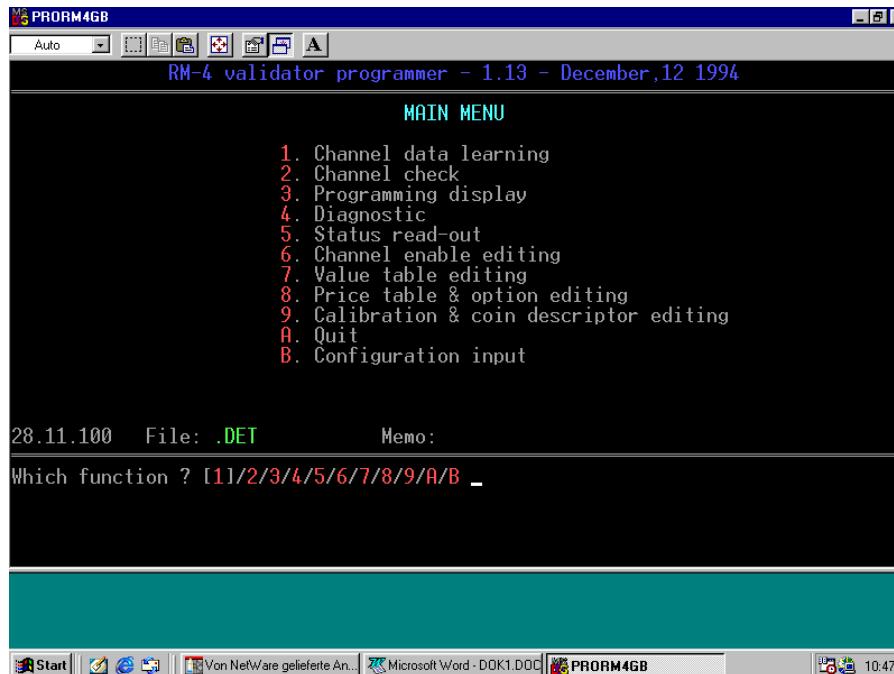 PRORM4GB
Auto
A
RM-4 validator programmer - 1.13 - December,12 1994
MAIN MENU
1. Channel data learning
2. Channel check
3. Programming display
4. Diagnostic
5. Status read-out
6. Channel enable editing
7. Value table editing
8. Price table & option editing
9. Calibration & coin descriptor editing
A. Quit
B. Configuration input
28.11.100 File: .DET Memo:
Which function ? [1]/2/3/4/5/6/7/8/9/A/B _
Start Von NetWare gelieferte An... Microsoft Word - DOK1.DOC PRORM4GB 10:47